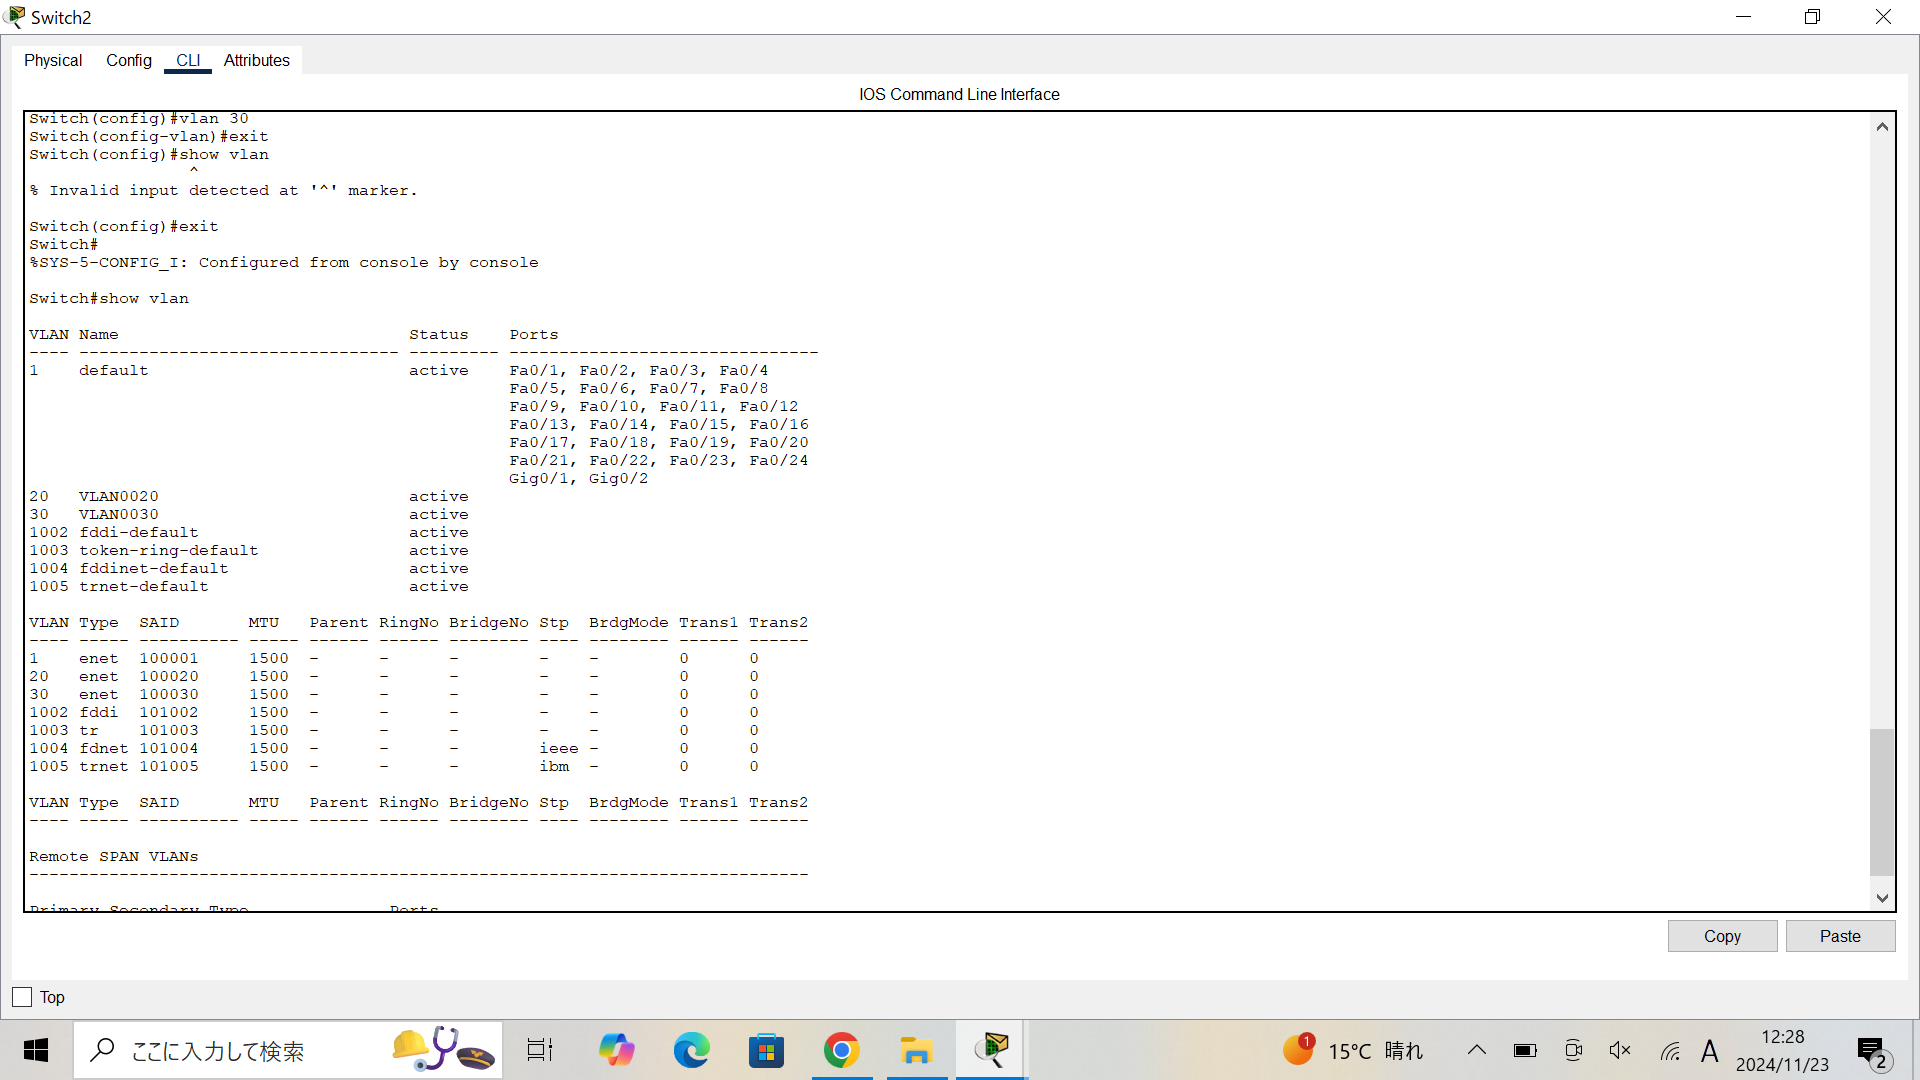 Switch2
Physical Config CLI Attributes
IOS Command Line Interface
Switch(config)#vlan 30
Switch(config-vlan)#exit
Switch(config)#show vlan
^
% Invalid input detected at '^' marker.
Switch(config)#exit
Switch#
%SYS-5-CONFIG_I: Configured from console by console
Switch#show vlan
VLAN Name Status Ports
---- -------------------------------- --------- -------------------------------
1 default active Fa0/1, Fa0/2, Fa0/3, Fa0/4
Fa0/5, Fa0/6, Fa0/7, Fa0/8
Fa0/9, Fa0/10, Fa0/11, Fa0/12
Fa0/13, Fa0/14, Fa0/15, Fa0/16
Fa0/17, Fa0/18, Fa0/19, Fa0/20
Fa0/21, Fa0/22, Fa0/23, Fa0/24
Gig0/1, Gig0/2
20 VLAN0020 active
30 VLAN0030 active
1002 fddi-default active
1003 token-ring-default active
1004 fddinet-default active
1005 trnet-default active
VLAN Type SAID MTU Parent RingNo BridgeNo Stp BrdgMode Trans1 Trans2
---- ----- ---------- ----- ------ ------ -------- ---- -------- ------ ------
1 enet 100001 1500 - - - - - 0 0
20 enet 100020 1500 - - - - - 0 0
30 enet 100030 1500 - - - - - 0 0
1002 fddi 101002 1500 - - - - - 0 0
1003 tr 101003 1500 - - - - - 0 0
1004 fdnet 101004 1500 - - - ieee - 0 0
1005 trnet 101005 1500 - - - ibm - 0 0
VLAN Type SAID MTU Parent RingNo BridgeNo Stp BrdgMode Trans1 Trans2
---- ----- ---------- ----- ------ ------ -------- ---- -------- ------ ------
Remote SPAN VLANs
------------------------------------------------------------------------------
Primary Secondary Type Ports
Copy Paste
Top
ここに入力して検索
1 15°C 晴れ
A
12:28
2024/11/23
2